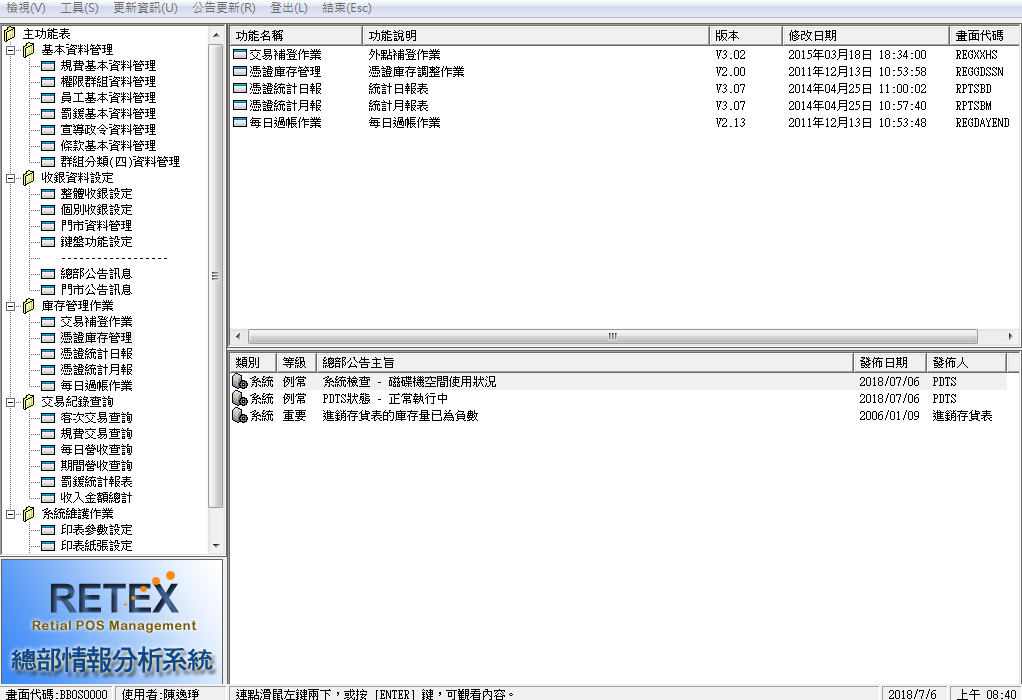 檢視(V) 工具(S) 更新資訊(U) 公告更新(R) 登出(L) 結束(Esc)
主功能表
基本資料管理
規費基本資料管理
權限群組資料管理
員工基本資料管理
罰鍰基本資料管理
宣導政令資料管理
條款基本資料管理
群組分類(四)資料管理
收銀資料設定
整體收銀設定
個別收銀設定
門市資料管理
鍵盤功能設定
------------------
總部公告訊息
門市公告訊息
庫存管理作業
交易補登作業
憑證庫存管理
憑證統計日報
憑證統計月報
每日過帳作業
交易紀錄查詢
客次交易查詢
規費交易查詢
每日營收查詢
期間營收查詢
罰鍰統計報表
收入金額總計
系統維護作業
印表參數設定
印表紙張設定
RETEX
Retial POS Management
總部情報分析系統
功能名稱 功能說明 版本 修改日期 畫面代碼
交易補登作業 外點補登作業 V3.02 2015年03月18日 18:34:00 REGXXHS
憑證庫存管理 憑證庫存調整作業 V2.00 2011年12月13日 10:53:58 REGGDSSN
憑證統計日報 統計日報表 V3.07 2014年04月25日 11:00:02 RPTSBD
憑證統計月報 統計月報表 V3.07 2014年04月25日 10:57:40 RPTSBM
每日過帳作業 每日過帳作業 V2.13 2011年12月13日 10:53:48 REGDAYEND
類別 等級 總部公告主旨 發佈日期 發佈人
系統 例常 系統檢查 - 磁碟機空間使用狀況 2018/07/06 PDTS
系統 例常 PDTS狀態 - 正常執行中 2018/07/06 PDTS
系統 重要 進銷存貨表的庫存量已為負數 2006/01/09 進銷存貨表
畫面代碼:BBOS0000 使用者:陳逸琤 連點滑鼠左鍵兩下，或按 [ENTER] 鍵，可觀看內容。 2018/7/6 上午 08:40